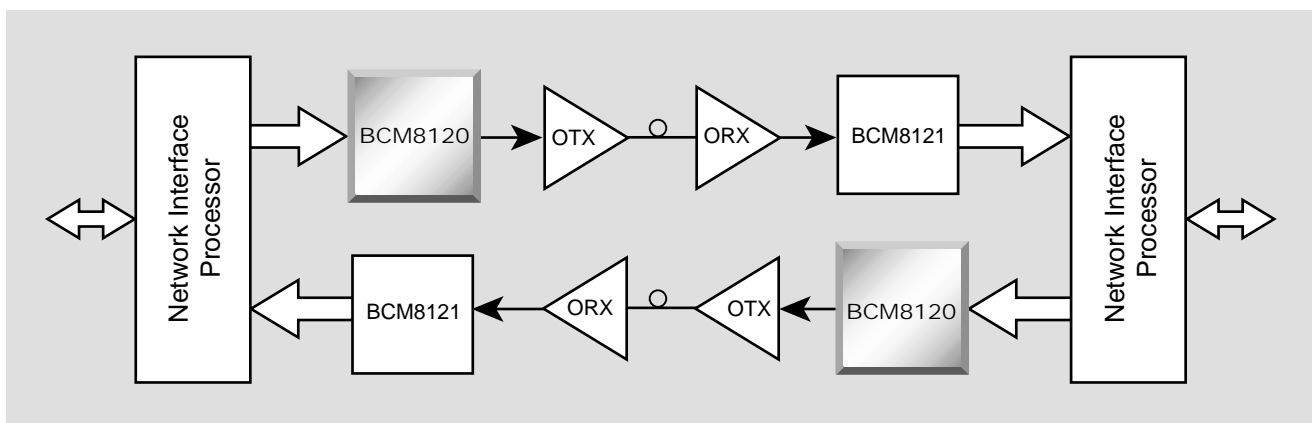 Network Interface
Processor
BCM8120
OTX
ORX
BCM8121
Network Interface
Processor
BCM8121
ORX
OTX
BCM8120